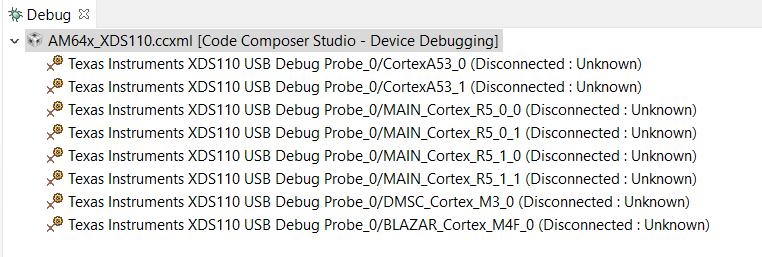 Debug
AM64x_XDS110.ccxml [Code Composer Studio - Device Debugging]
Texas Instruments XDS110 USB Debug Probe_0/CortexA53_0 (Disconnected : Unknown)
Texas Instruments XDS110 USB Debug Probe_0/CortexA53_1 (Disconnected : Unknown)
Texas Instruments XDS110 USB Debug Probe_0/MAIN_Cortex_R5_0_0 (Disconnected : Unknown)
Texas Instruments XDS110 USB Debug Probe_0/MAIN_Cortex_R5_0_1 (Disconnected : Unknown)
Texas Instruments XDS110 USB Debug Probe_0/MAIN_Cortex_R5_1_0 (Disconnected : Unknown)
Texas Instruments XDS110 USB Debug Probe_0/MAIN_Cortex_R5_1_1 (Disconnected : Unknown)
Texas Instruments XDS110 USB Debug Probe_0/DMSC_Cortex_M3_0 (Disconnected : Unknown)
Texas Instruments XDS110 USB Debug Probe_0/BLAZAR_Cortex_M4F_0 (Disconnected : Unknown)